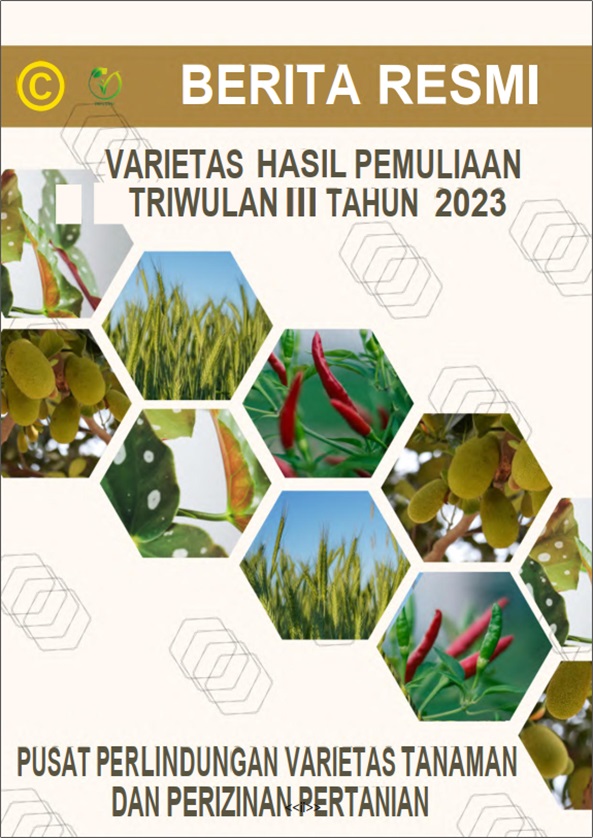 ©
BERITA RESMI
VARIETAS HASIL PEMULIAAN
TRIWULAN III TAHUN 2023
PUSAT PERLINDUNGAN VARIETAS TANAMAN
DAN PERIZINAN PERTANIAN